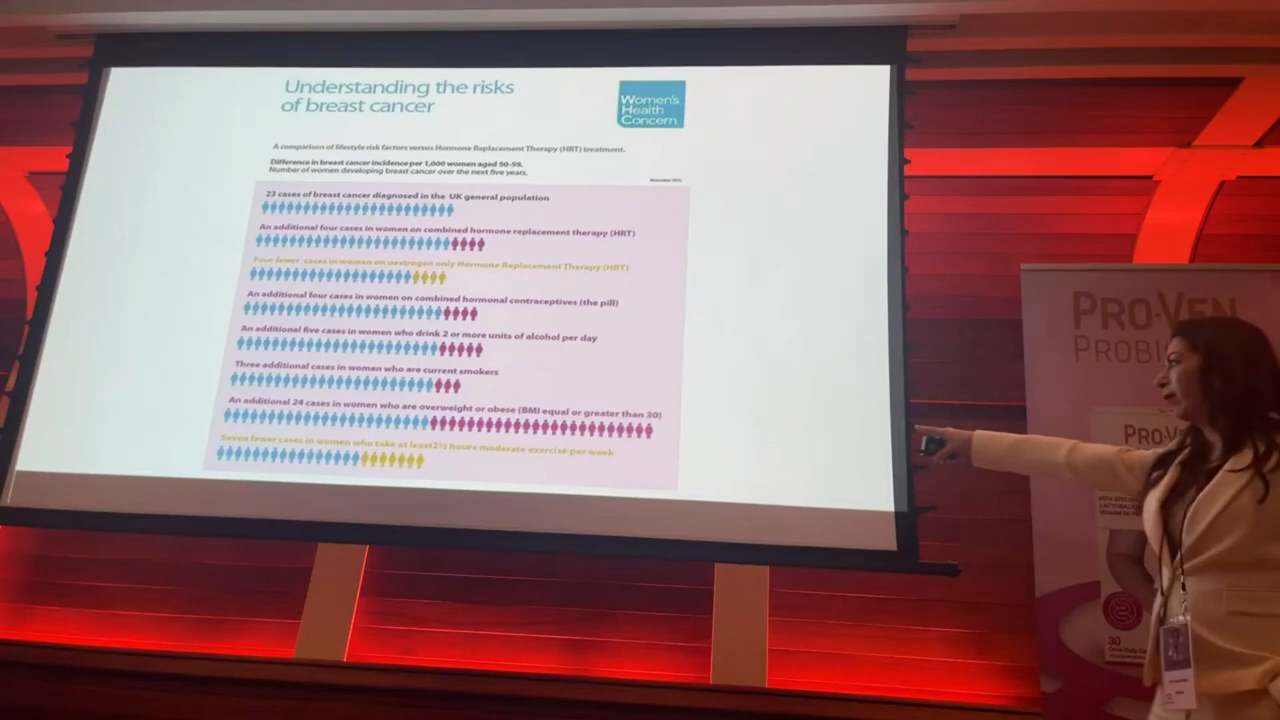 Understanding the risks
of breast cancer
Women's
Health
Concern
A comparison of lifestyle risk factors versus Hormone Replacement Therapy (HRT) treatment.
Difference in breast cancer incidence per 1,000 women aged 50-59.
Number of women developing breast cancer over the next five years.
23 cases of breast cancer diagnosed in the UK general population
An additional four cases in women on combined hormone replacement therapy (HRT)
Four fewer cases in women on oestrogen only Hormone Replacement Therapy (HRT)
An additional four cases in women on combined hormonal contraceptives (the pill)
An additional five cases in women who drink 2 or more units of alcohol per day
Three additional cases in women who are current smokers
An additional 24 cases in women who are overweight or obese (BMI equal or greater than 30)
Seven fewer cases in women who take at least2½ hours moderate exercise per week
PRO-VEN
PROBI
PRO-V
30